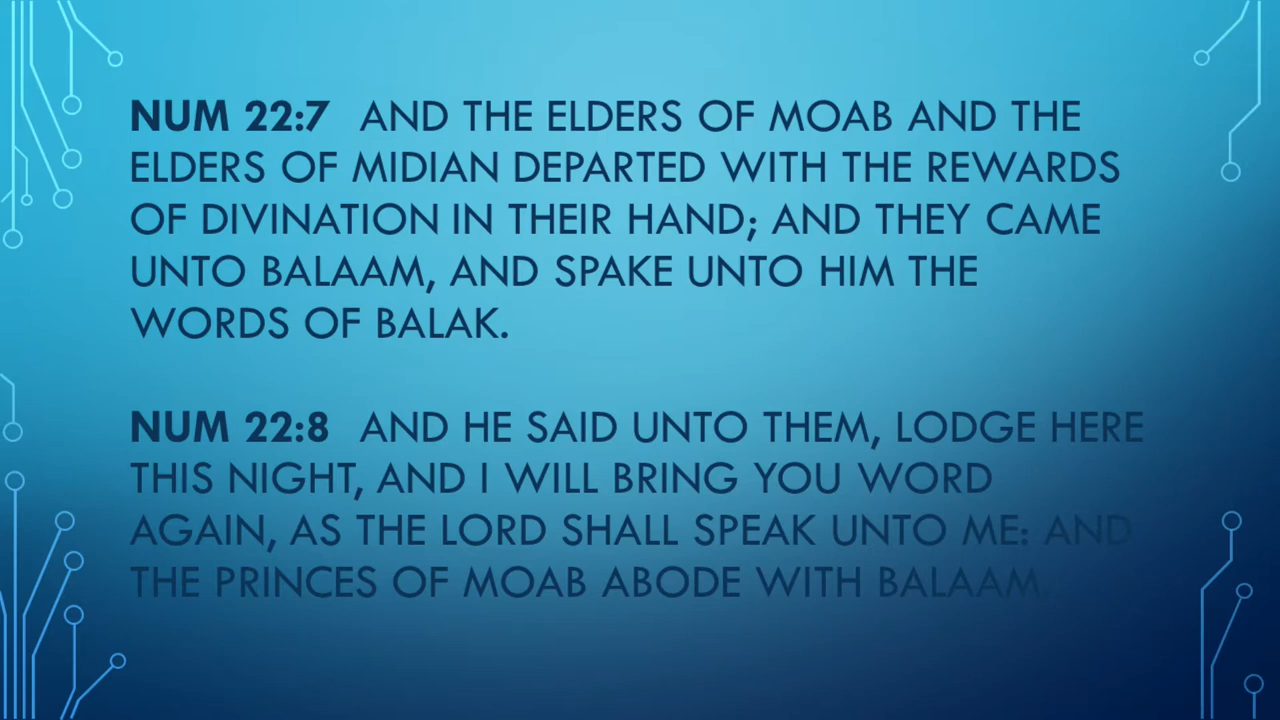 NUM 22:7 AND THE ELDERS OF MOAB AND THE
ELDERS OF MIDIAN DEPARTED WITH THE REWARDS
OF DIVINATION IN THEIR HAND; AND THEY CAME
UNTO BALAAM, AND SPAKE UNTO HIM THE
WORDS OF BALAK.
NUM 22:8 AND HE SAID UNTO THEM, LODGE HERE
THIS NIGHT, AND I WILL BRING YOU WORD
AGAIN, AS THE LORD SHALL SPEAK UNTO ME: AND
THE PRINCES OF MOAB ABODE WITH BALAAM.